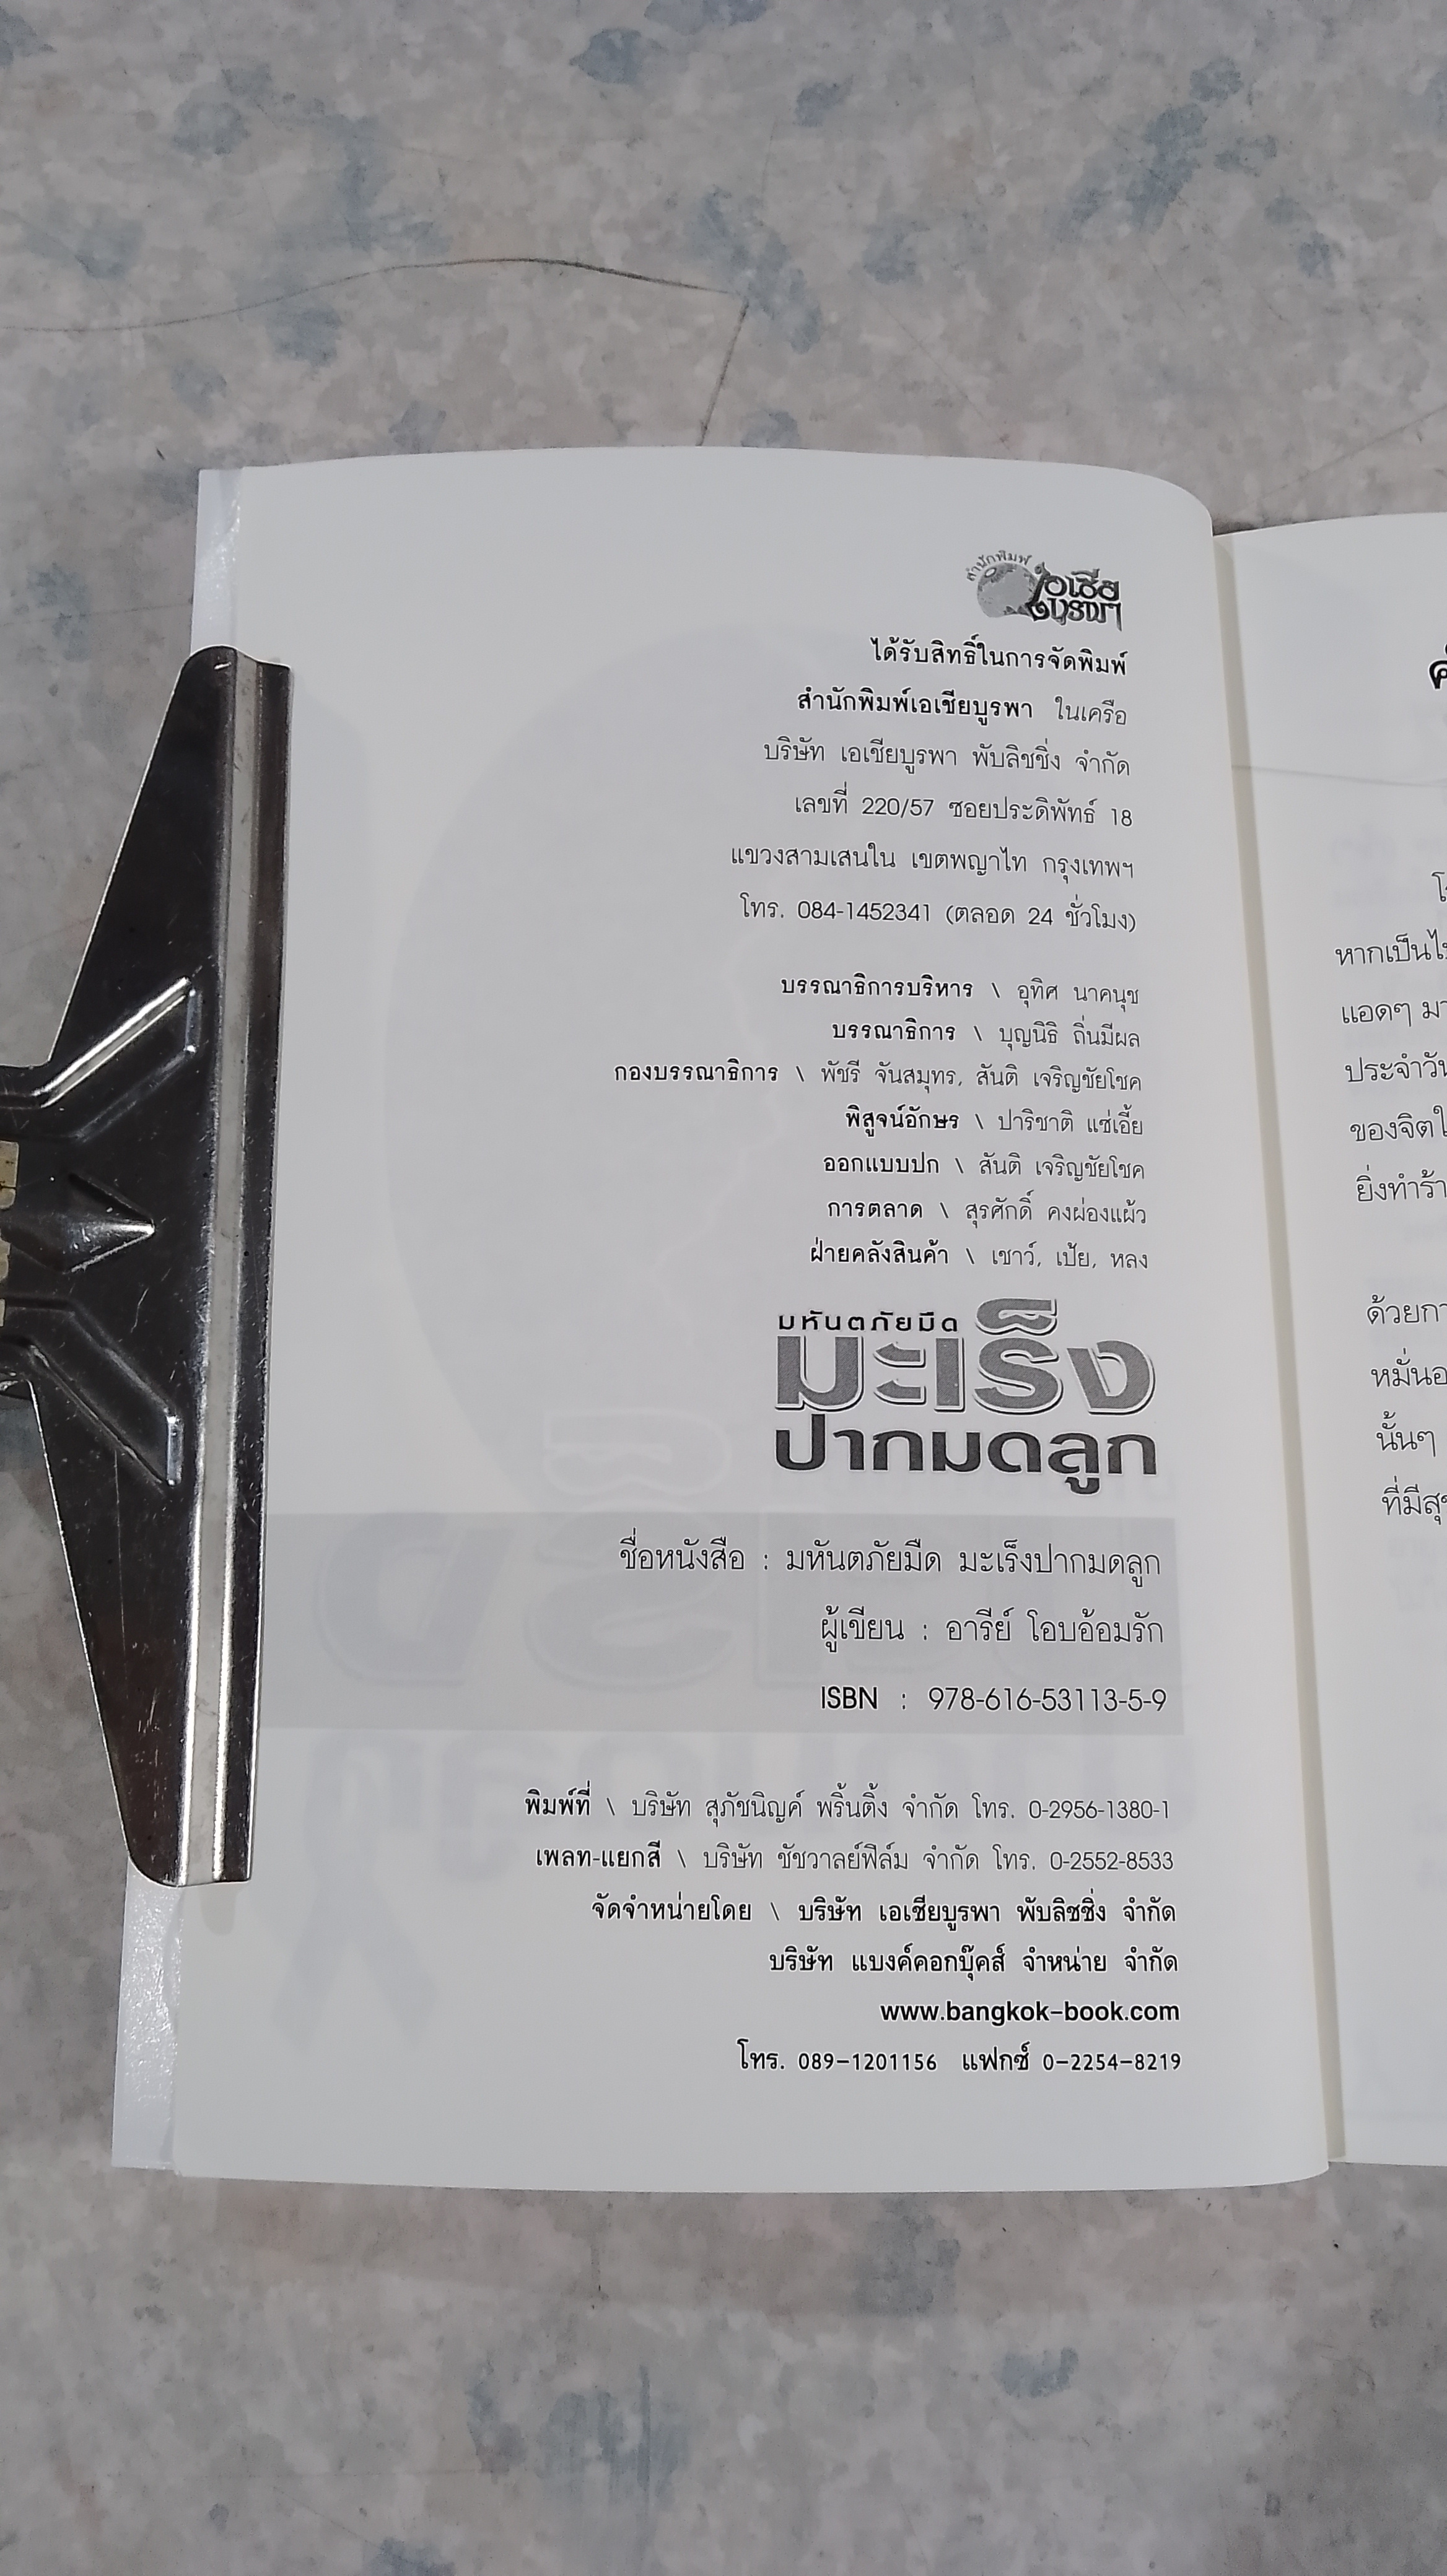 สำนักพิมพ์
เอเซีย
บูรพา
ได้รับสิทธิ์ในการจัดพิมพ์
สำนักพิมพ์เอเซียบูรพา ในเครือ
บริษัท เอเซียบูรพา พับลิชชิ่ง จำกัด
เลขที่ 220/57 ซอยประดิพัทธ์ 18
แขวงสามเสนใน เขตพญาไท กรุงเทพฯ
โทร. 084-1452341 (ตลอด 24 ชั่วโมง)
บรรณาธิการบริหาร \ อุทิศ นาคนุช
บรรณาธิการ \ บุญนิธิ ถิ่นมีผล
กองบรรณาธิการ \ พัชรี จันสมุทร, สันติ เจริญชัยโชค
พิสูจน์อักษร \ ปาริชาติ แซ่เอี้ย
ออกแบบปก \ สันติ เจริญชัยโชค
การตลาด \ สุรศักดิ์ คงผ่องแผ้ว
ฝ่ายคลังสินค้า \ เชาว์, เป้ย, หลง
มหันตภัยมืด
มะเร็ง
ปากมดลูก
ชื่อหนังสือ : มหันตภัยมืด มะเร็งปากมดลูก
ผู้เขียน : อารีย์ โอบอ้อมรัก
ISBN : 978-616-53113-5-9
พิมพ์ที่ \ บริษัท สุภัชนิญค์ พริ้นติ้ง จำกัด โทร. 0-2956-1380-1
เพลท-แยกสี \ บริษัท ชัชวาลย์ฟิล์ม จำกัด โทร. 0-2552-8533
จัดจำหน่ายโดย \ บริษัท เอเซียบูรพา พับลิชชิ่ง จำกัด
บริษัท แบงค์คอกบุ๊คส์ จำหน่าย จำกัด
www.bangkok-book.com
โทร. 089-1201156 แฟกซ์ 0-2254-8219
หากเป็น
แอดๆ
ประจำวัน
ของจิต
ยิ่งทำร้า
ด้วย
หมั่น
นั้นๆ
ที่มี